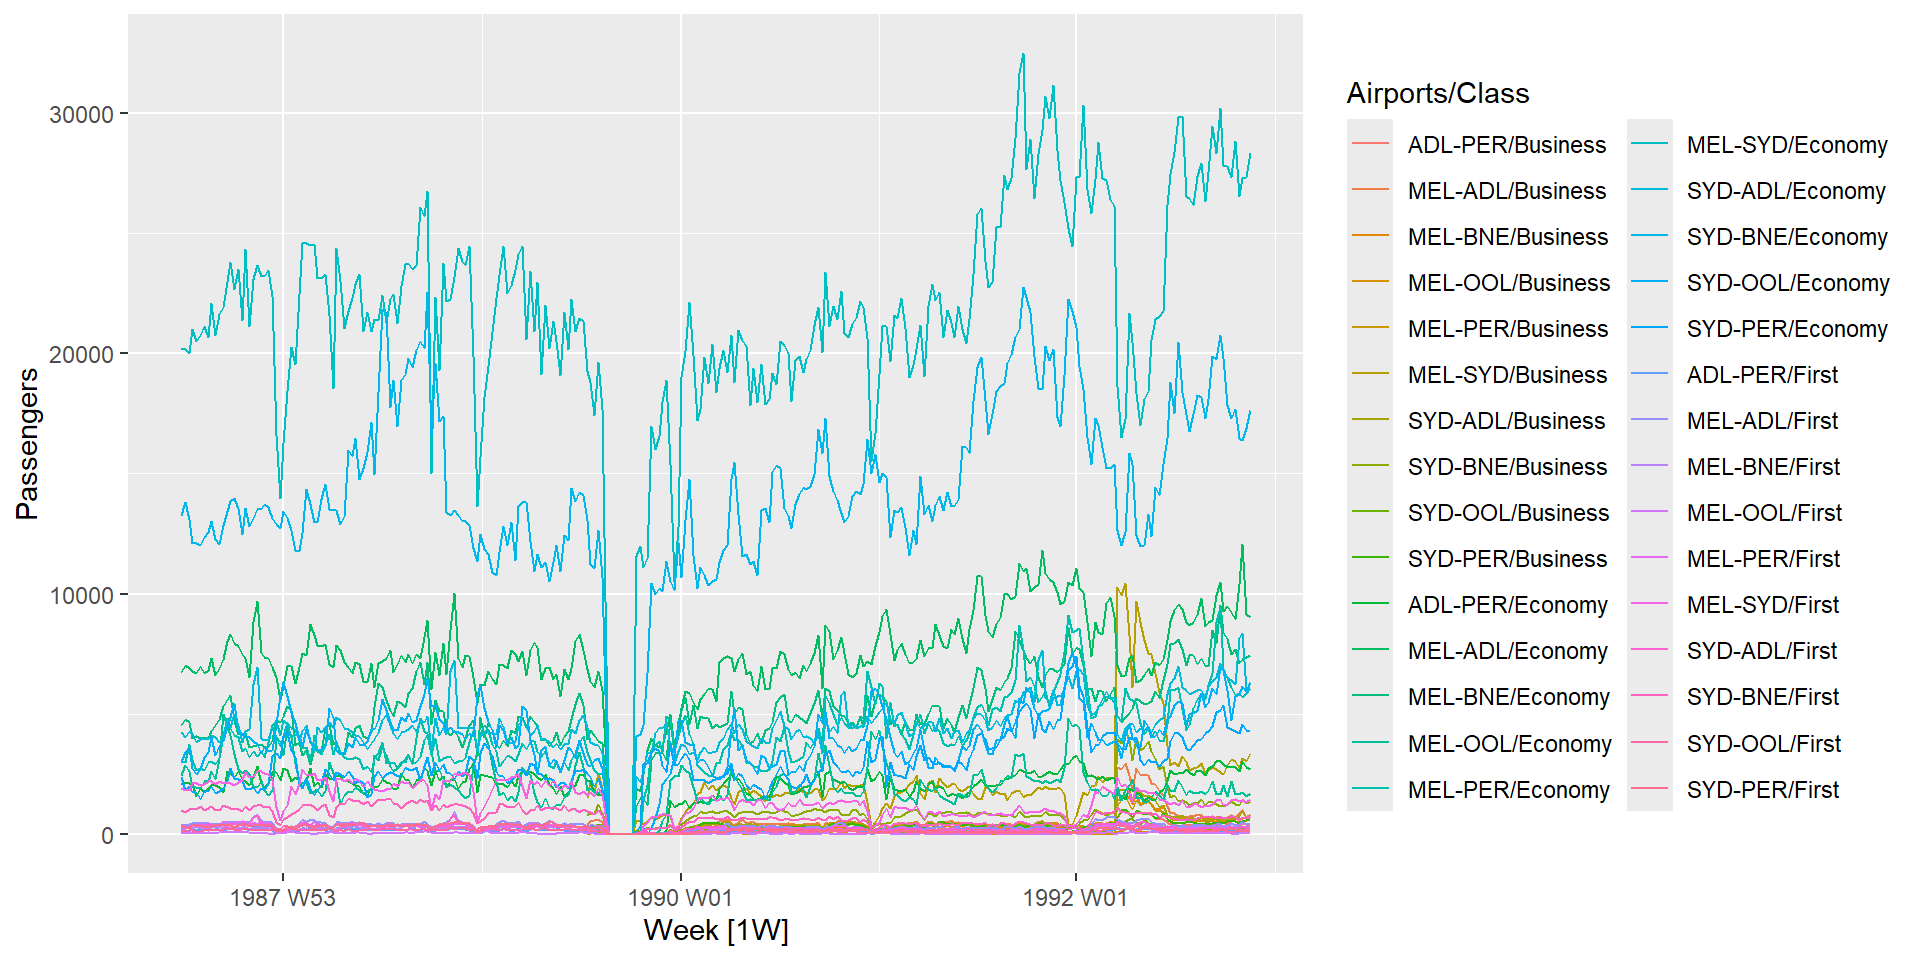 30000
20000
10000
0
Passengers
1987 W53
1990 W01
1992 W01
Week [1W]
Airports/Class
ADL-PER/Business
MEL-ADL/Business
MEL-BNE/Business
MEL-OOL/Business
MEL-PER/Business
MEL-SYD/Business
SYD-ADL/Business
SYD-BNE/Business
SYD-OOL/Business
SYD-PER/Business
ADL-PER/Economy
MEL-ADL/Economy
MEL-BNE/Economy
MEL-OOL/Economy
MEL-PER/Economy
MEL-SYD/Economy
SYD-ADL/Economy
SYD-BNE/Economy
SYD-OOL/Economy
SYD-PER/Economy
ADL-PER/First
MEL-ADL/First
MEL-BNE/First
MEL-OOL/First
MEL-PER/First
MEL-SYD/First
SYD-ADL/First
SYD-BNE/First
SYD-OOL/First
SYD-PER/First